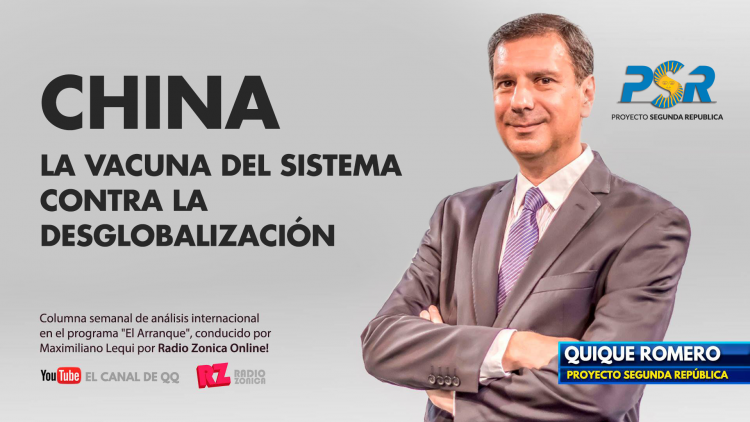 CHINA
LA VACUNA DEL SISTEMA
CONTRA LA
DESGLOBALIZACIÓN
PSR
PROYECTO SEGUNDA REPUBLICA
Columna semanal de análisis internacional
en el programa "El Arranque", conducido por
Maximiliano Lequi por Radio Zonica Online!
YouTube EL CANAL DE QQ
RZ RADIO
ZONICA
QUIQUE ROMERO
PROYECTO SEGUNDA REPÚBLICA